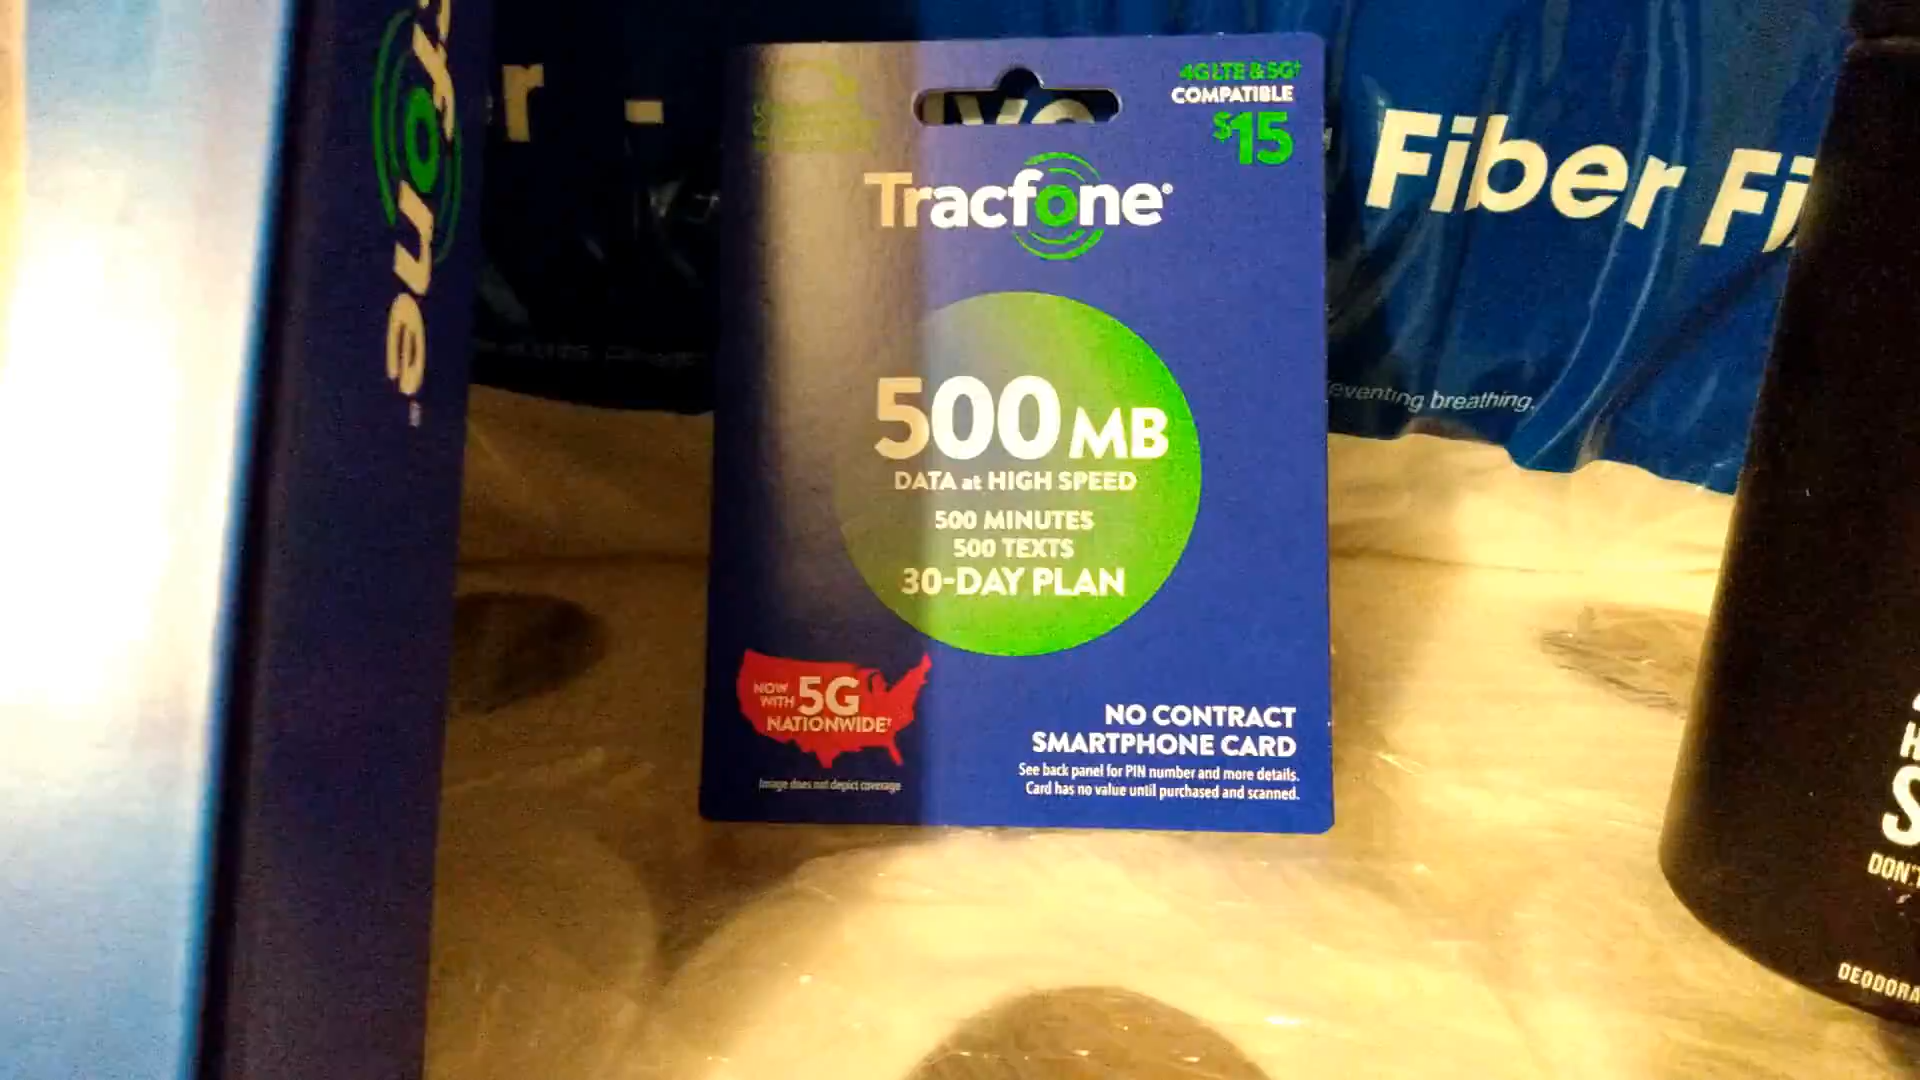 cfone
r -
Fiber Fi
eventing breathing.
4G LTE & 5G†
COMPATIBLE
$15
Tracfone®
500 MB
DATA at HIGH SPEED
500 MINUTES
500 TEXTS
30-DAY PLAN
NOW
WITH 5G
NATIONWIDE†
Image does not depict coverage
NO CONTRACT
SMARTPHONE CARD
See back panel for PIN number and more details.
Card has no value until purchased and scanned.
H
S
DON'T
DEODORA